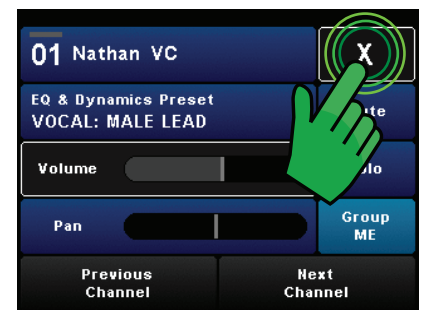 01 Nathan VC
X
EQ & Dynamics Preset
VOCAL: MALE LEAD
Volume
Pan
Group
ME
Previous
Channel
Next
Channel